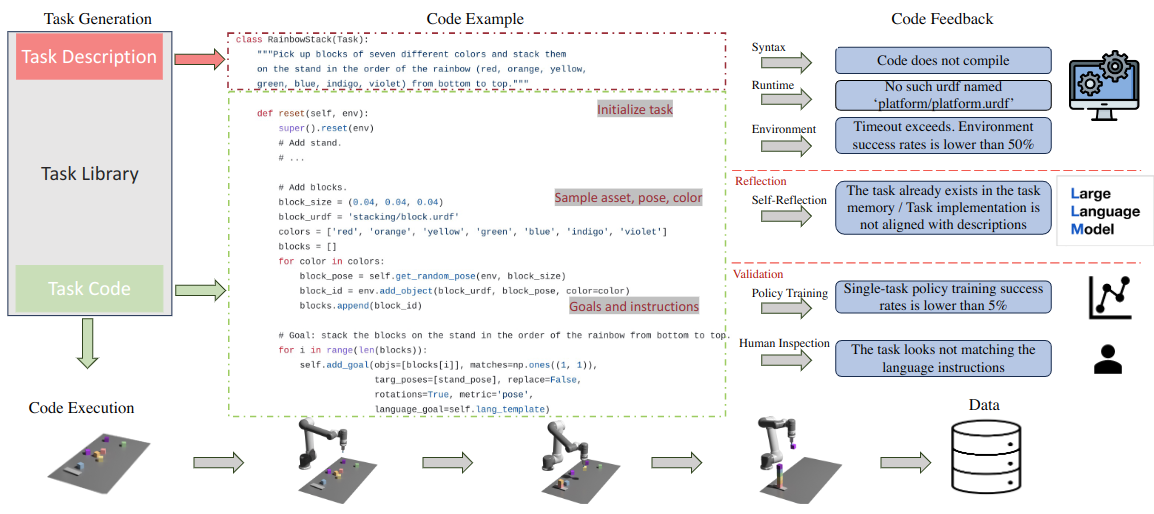 Task Generation
Task Description
Task Library
Task Code
Code Example
class RainbowStack(Task):
"""Pick up blocks of seven different colors and stack them
on the stand in the order of the rainbow (red, orange, yellow,
green, blue, indigo, violet) from bottom to top."""
Initialize task
def reset(self, env):
super().reset(env)
# Add stand.
# ...
Sample asset, pose, color
# Add blocks.
block_size = (0.04, 0.04, 0.04)
block_urdf = 'stacking/block.urdf'
colors = ['red', 'orange', 'yellow', 'green', 'blue', 'indigo', 'violet']
blocks = []
for color in colors:
block_pose = self.get_random_pose(env, block_size)
block_id = env.add_object(block_urdf, block_pose, color=color)
blocks.append(block_id)
Goals and instructions
# Goal: stack the blocks on the stand in the order of the rainbow from bottom to top.
for i in range(len(blocks)):
self.add_goal(objs=[blocks[i]], matches=np.ones((1, 1)),
targ_poses=[stand_pose], replace=False,
rotations=True, metric='pose',
language_goal=self.lang_template)
Code Feedback
Syntax
Code does not compile
Runtime
No such urdf named
‘platform/platform.urdf’
Environment
Timeout exceeds. Environment
success rates is lower than 50%
Reflection
Self-Reflection
The task already exists in the task
memory / Task implementation is
not aligned with descriptions
Large
Language
Model
Validation
Policy Training
Single-task policy training success
rates is lower than 5%
Human Inspection
The task looks not matching the
language instructions
Code Execution
Data